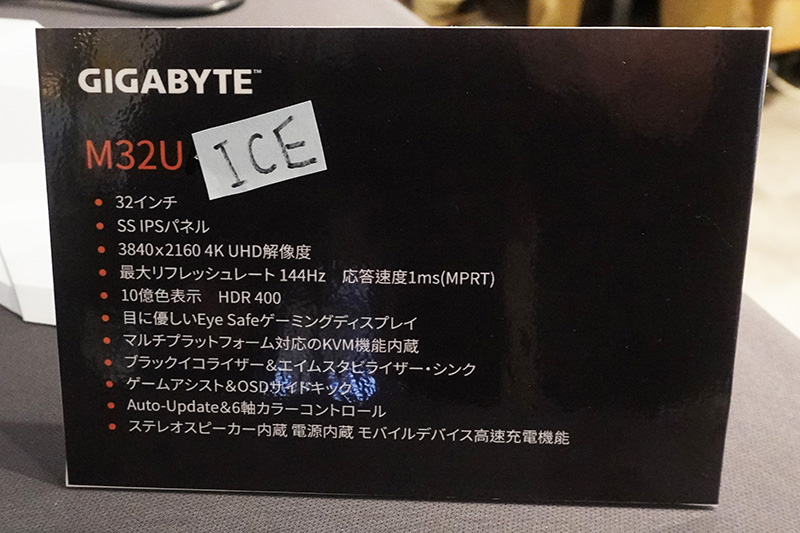 GIGABYTE™
M32U ICE
• 32インチ
• SS IPSパネル
• 3840x2160 4K UHD解像度
• 最大リフレッシュレート 144Hz 応答速度1ms(MPRT)
• 10億色表示 HDR 400
• 目に優しいEye Safeゲーミングディスプレイ
• マルチプラットフォーム対応のKVM機能内蔵
• ブラックイコライザー＆エイムスタビライザー・シンク
• ゲームアシスト＆OSDサイドキック
• Auto-Update&6軸カラーコントロール
• ステレオスピーカー内蔵 電源内蔵 モバイルデバイス高速充電機能